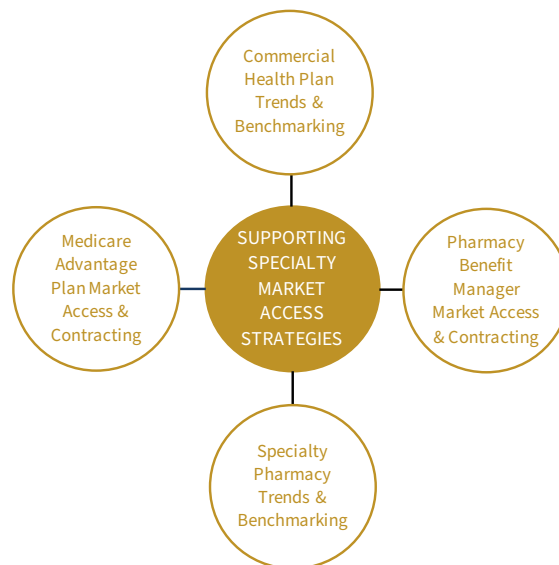 Commercial
Health Plan
Trends &
Benchmarking
Medicare
Advantage
Plan Market
Access &
Contracting
SUPPORTING
SPECIALTY
MARKET
ACCESS
STRATEGIES
Pharmacy
Benefit
Manager
Market Access
& Contracting
Specialty
Pharmacy
Trends &
Benchmarking